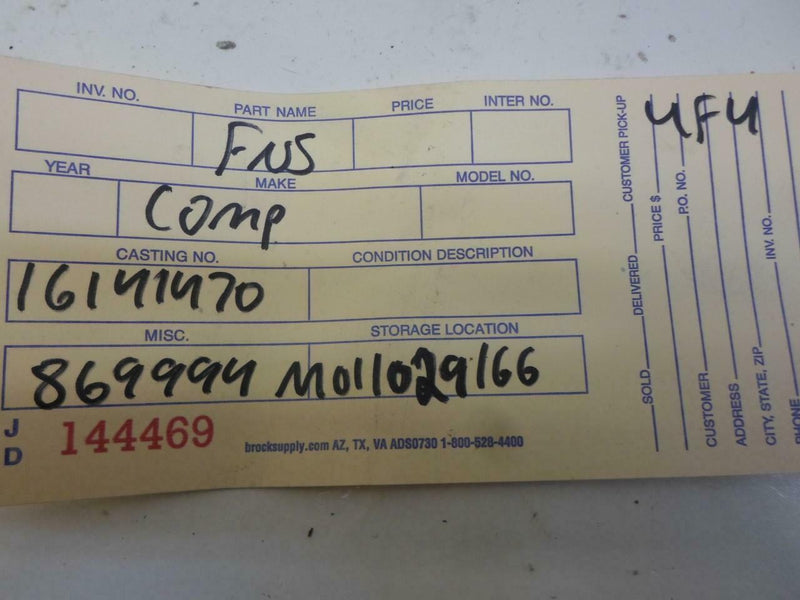 INV. NO. PART NAME PRICE INTER NO.
FNS
YEAR MAKE MODEL NO.
Comp
CASTING NO. CONDITION DESCRIPTION
16141470
MISC. STORAGE LOCATION
869994 M011029166
JD 144469 brocksupply.com AZ, TX, VA ADS0730 1-800-528-4400
SOLD DELIVERED CUSTOMER PICK-UP
PRICE $
P.O. NO.
CUSTOMER
ADDRESS
CITY, STATE, ZIP INV. NO.
PHONE
4F4